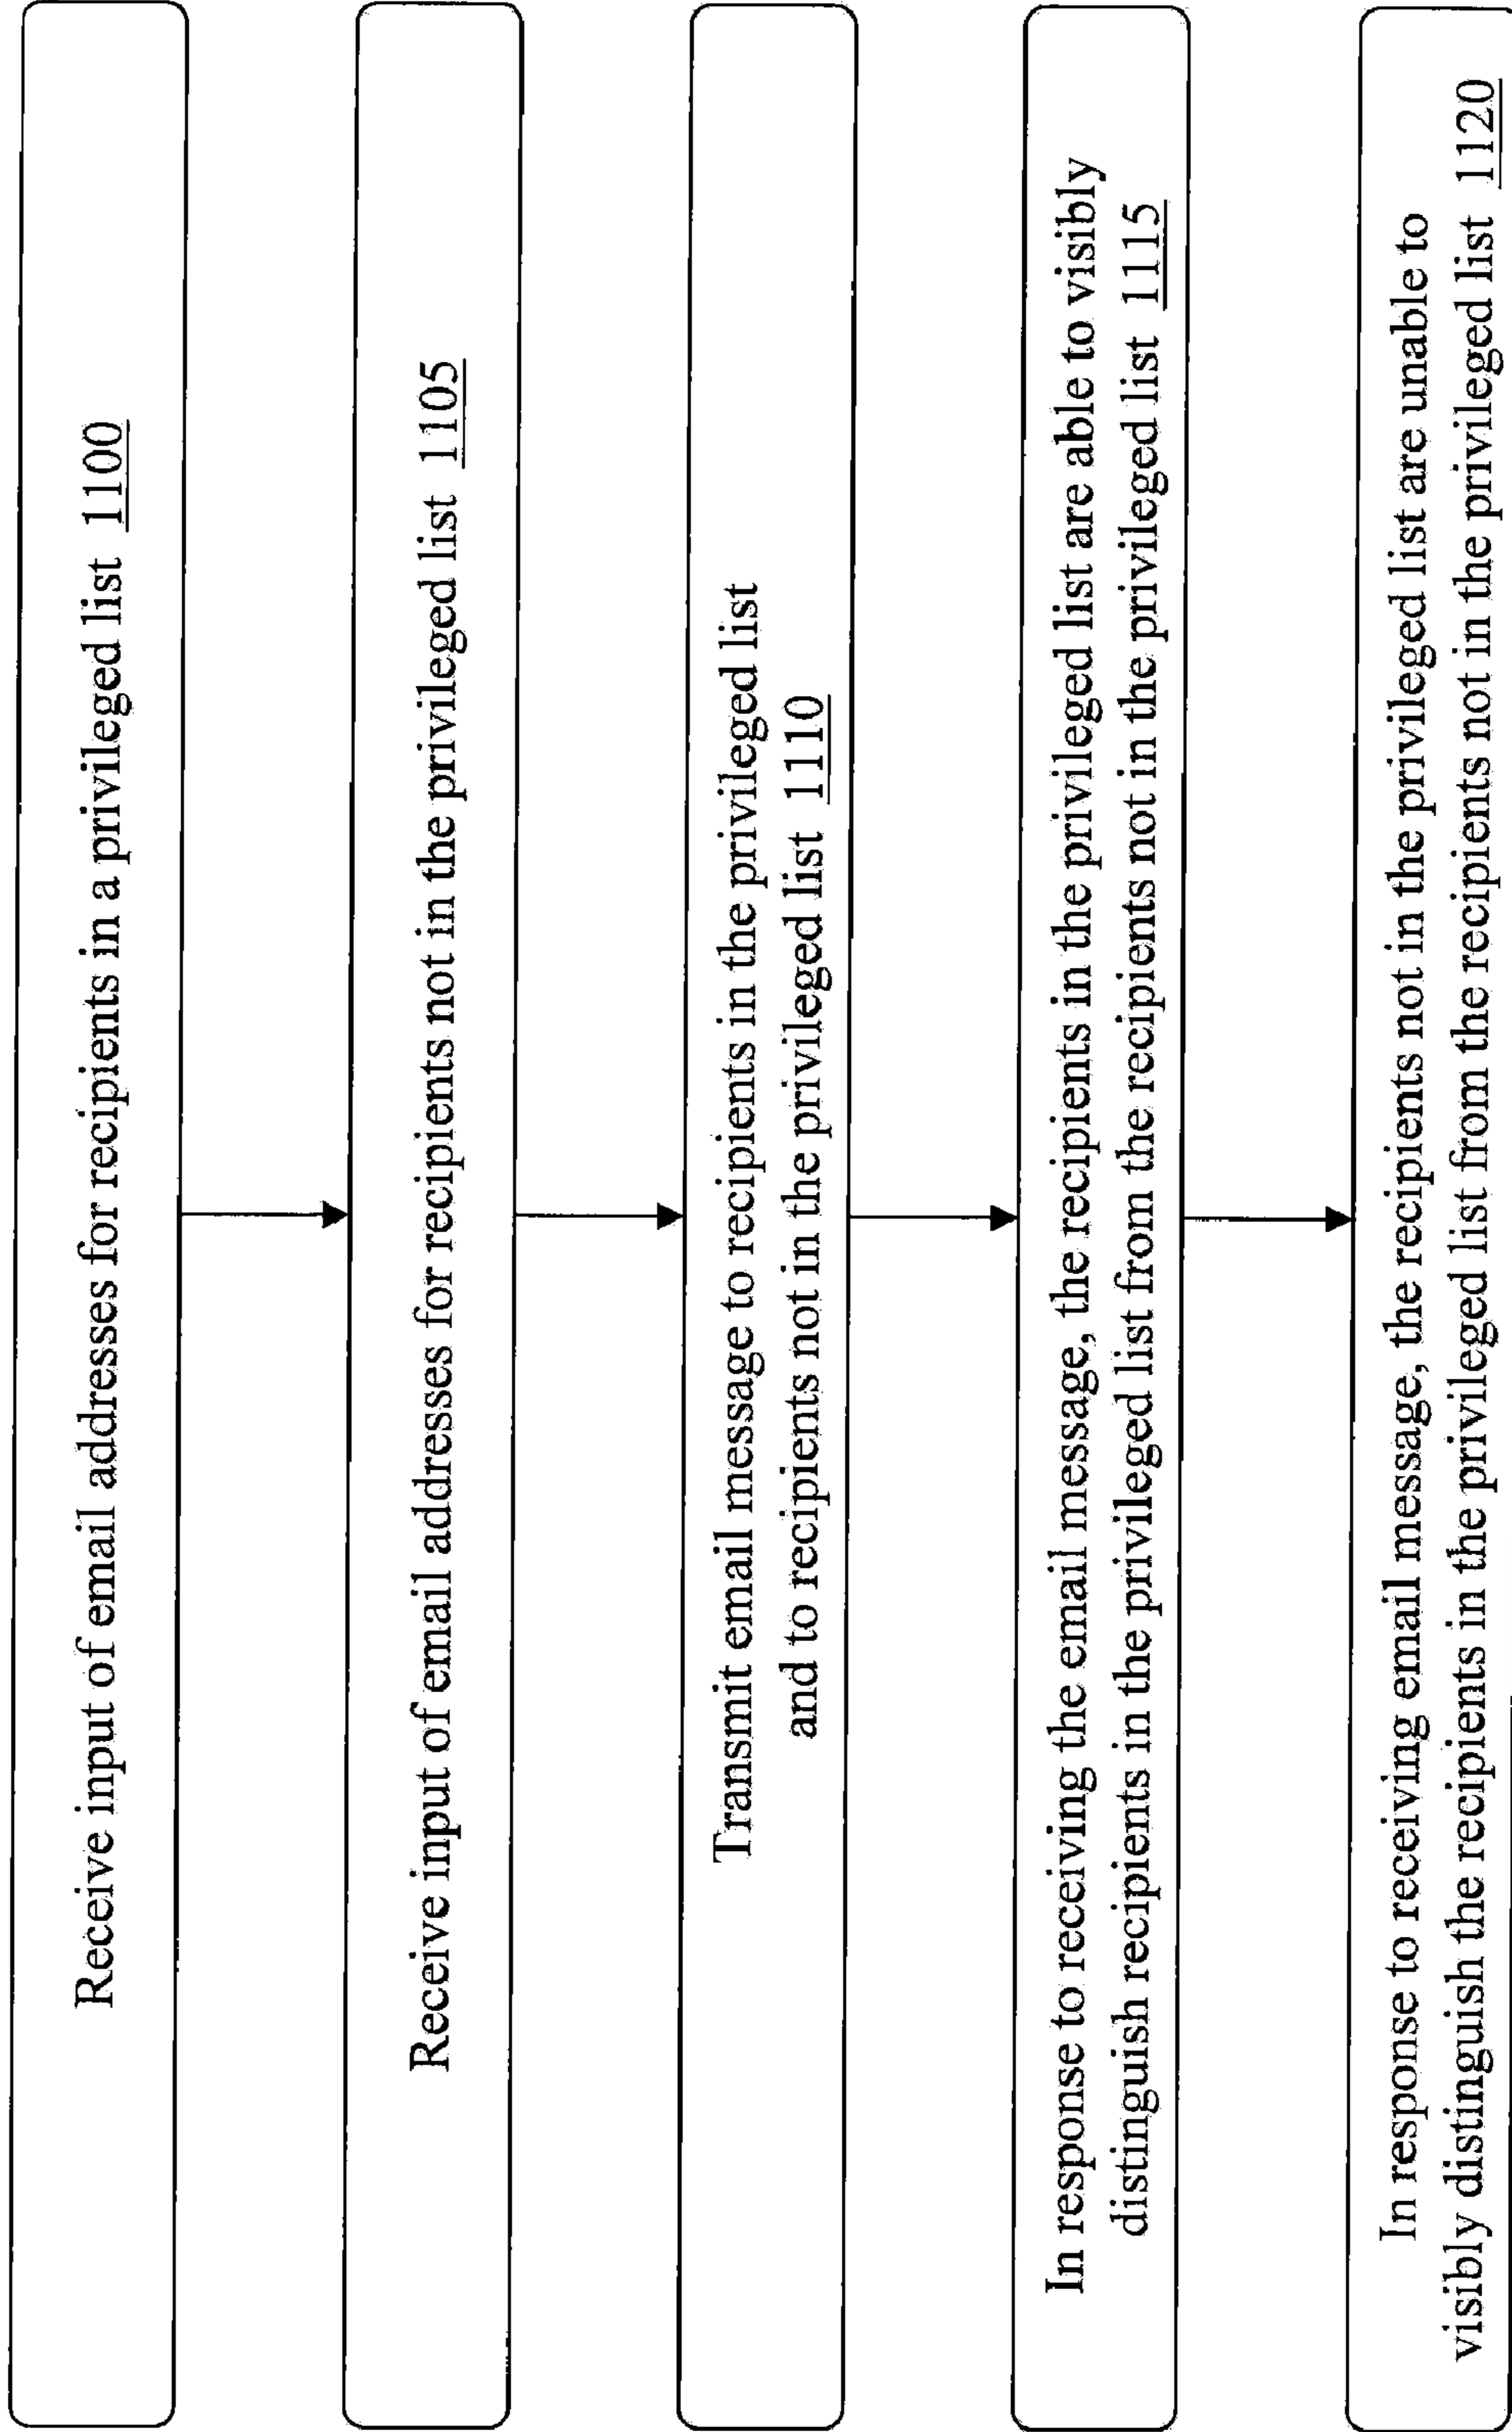 Receive input of email addresses for recipients in a privileged list 1100
Receive input of email addresses for recipients not in the privileged list 1105
Transmit email message to recipients in the privileged list
and to recipients not in the privileged list 1110
In response to receiving the email message, the recipients in the privileged list are able to visibly
distinguish recipients in the privileged list from the recipients not in the privileged list 1115
In response to receiving email message, the recipients not in the privileged list are unable to
visibly distinguish the recipients in the privileged list from the recipients not in the privileged list 1120